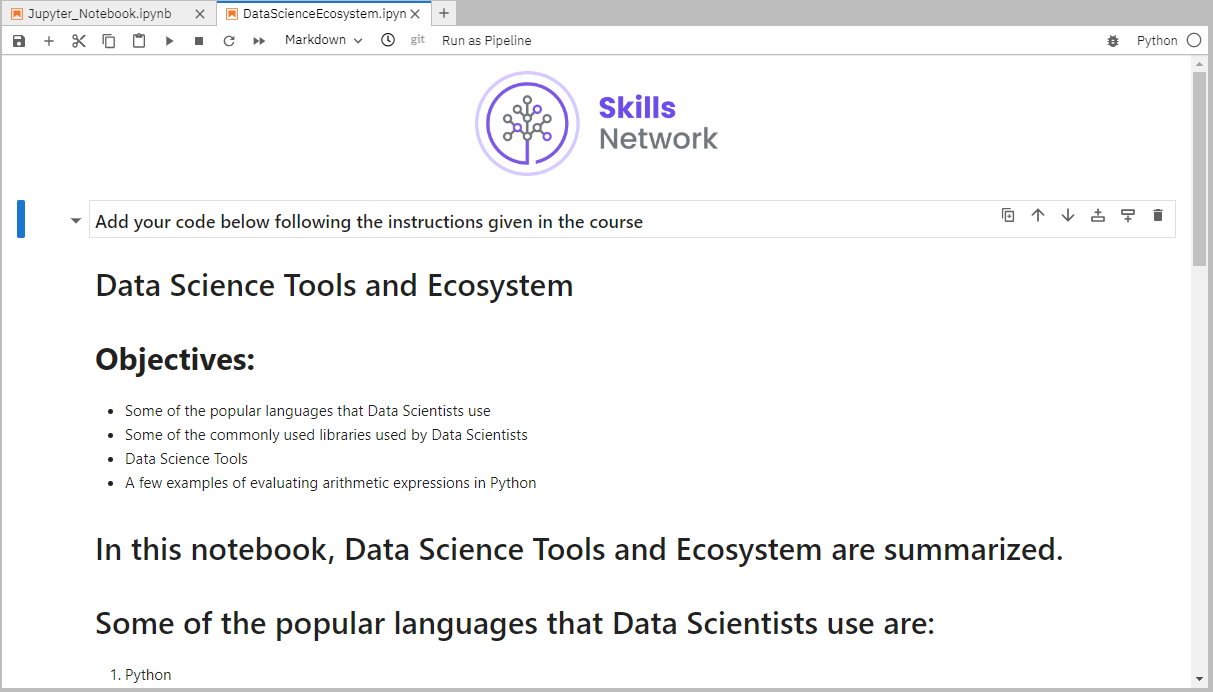 Jupyter_Notebook.ipynb
DataScienceEcosystem.ipyn
Markdown
git
Run as Pipeline
Python
Skills
Network
Add your code below following the instructions given in the course
Data Science Tools and Ecosystem
Objectives:
• Some of the popular languages that Data Scientists use
• Some of the commonly used libraries used by Data Scientists
• Data Science Tools
• A few examples of evaluating arithmetic expressions in Python
In this notebook, Data Science Tools and Ecosystem are summarized.
Some of the popular languages that Data Scientists use are:
1. Python